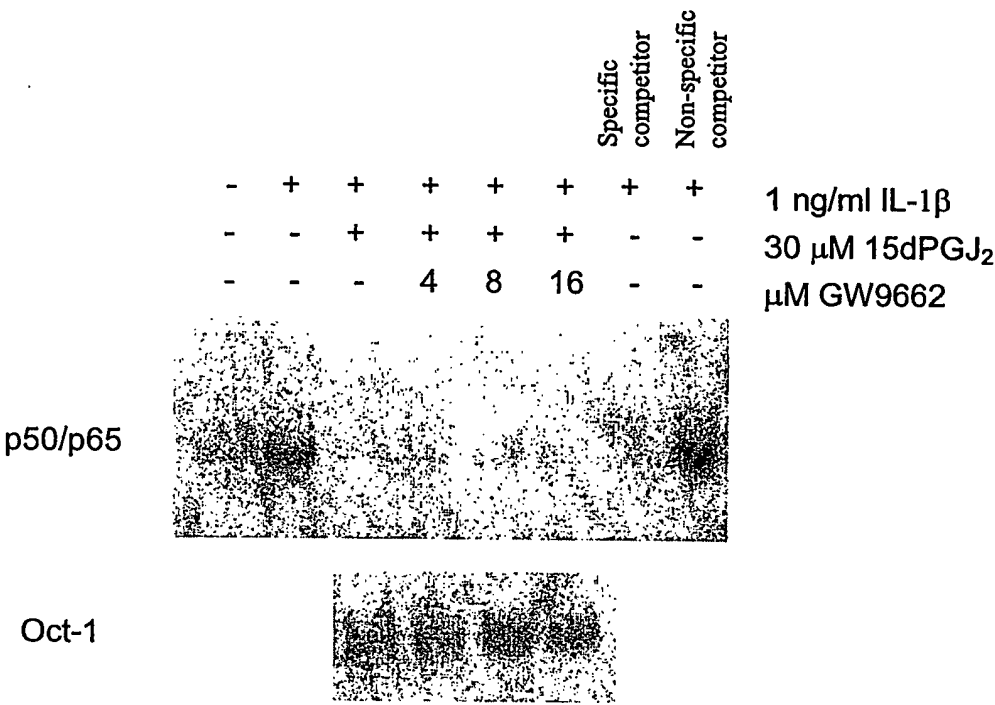 Specific
competitor
Non-specific
competitor
- + + + + + + + 1 ng/ml IL-1β
- - + + + + - - 30 μM 15dPGJ₂
- - - 4 8 16 - - μM GW9662
p50/p65
Oct-1